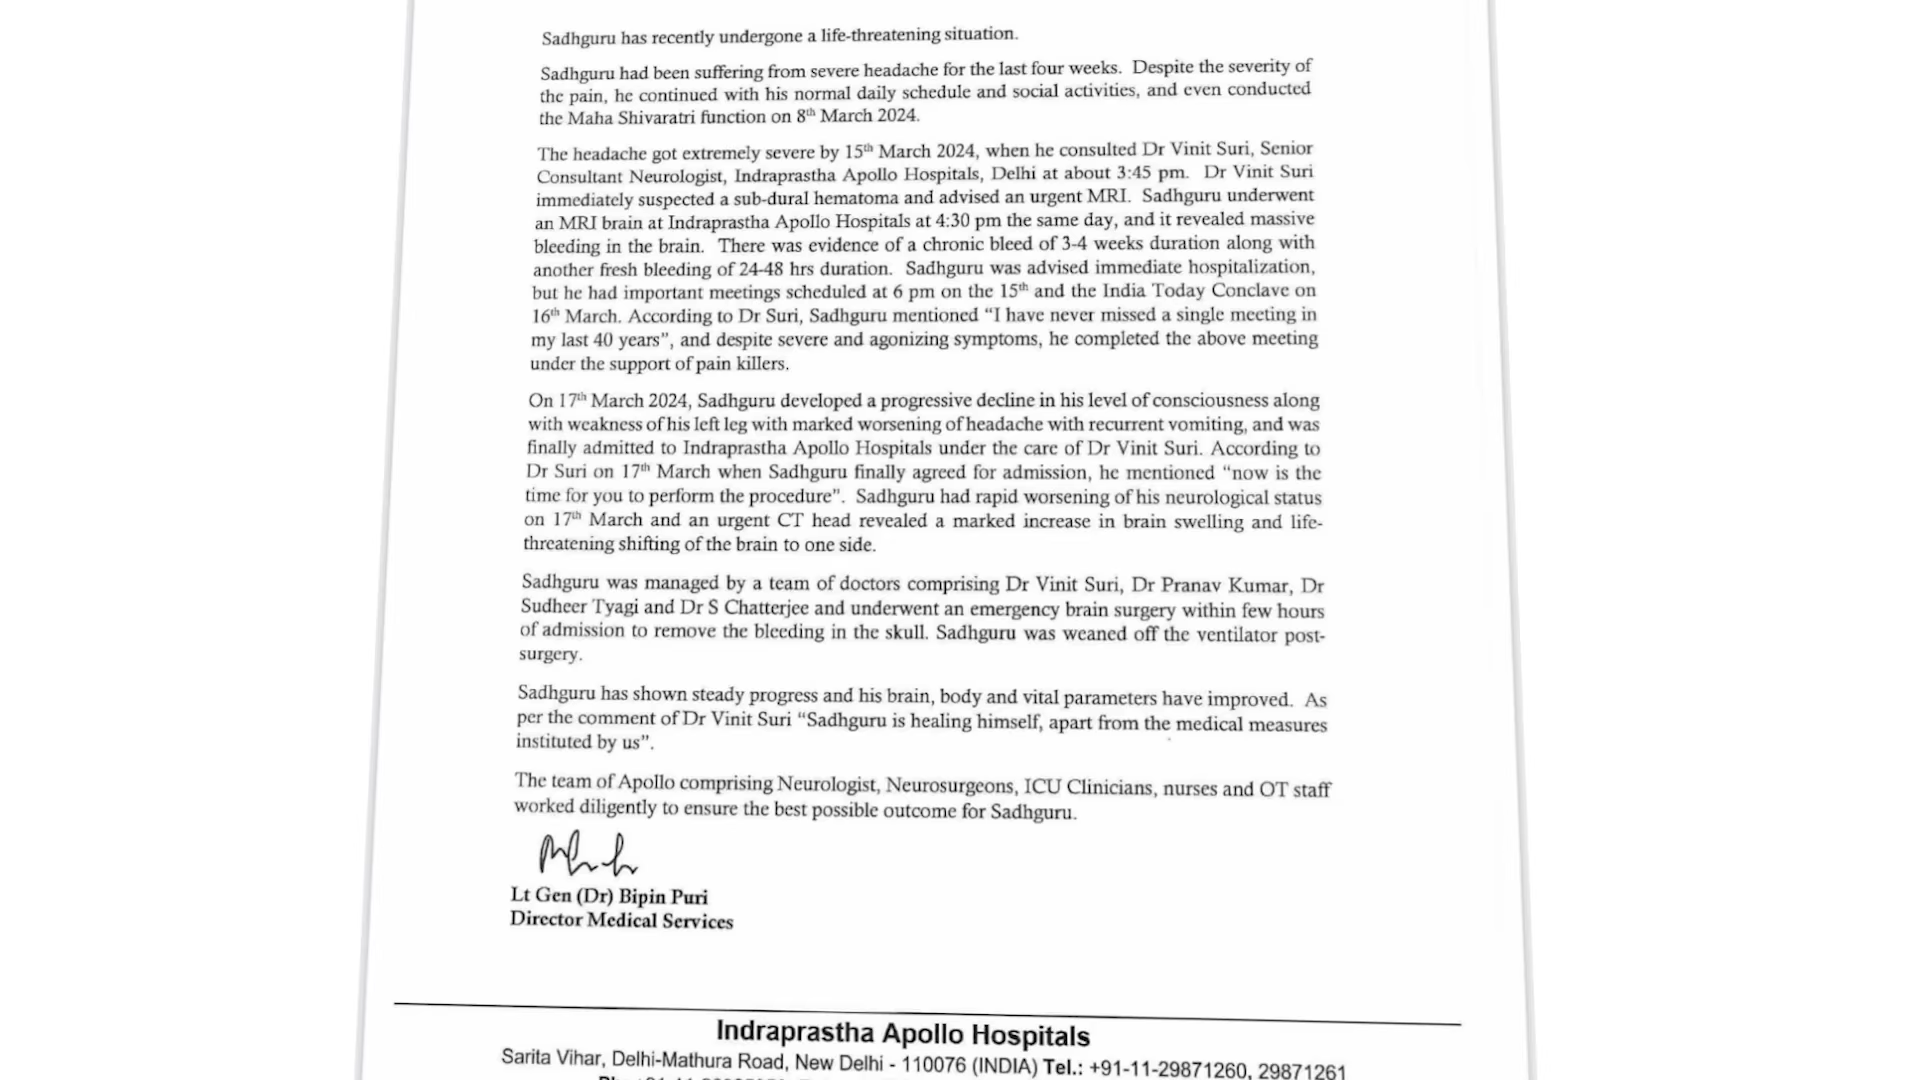 Sadhguru has recently undergone a life-threatening situation.
Sadhguru had been suffering from severe headache for the last four weeks. Despite the severity of
the pain, he continued with his normal daily schedule and social activities, and even conducted
the Maha Shivaratri function on 8th March 2024.
The headache got extremely severe by 15th March 2024, when he consulted Dr Vinit Suri, Senior
Consultant Neurologist, Indraprastha Apollo Hospitals, Delhi at about 3:45 pm. Dr Vinit Suri
immediately suspected a sub-dural hematoma and advised an urgent MRI. Sadhguru underwent
an MRI brain at Indraprastha Apollo Hospitals at 4:30 pm the same day, and it revealed massive
bleeding in the brain. There was evidence of a chronic bleed of 3-4 weeks duration along with
another fresh bleeding of 24-48 hrs duration. Sadhguru was advised immediate hospitalization,
but he had important meetings scheduled at 6 pm on the 15th and the India Today Conclave on
16th March. According to Dr Suri, Sadhguru mentioned “I have never missed a single meeting in
my last 40 years”, and despite severe and agonizing symptoms, he completed the above meeting
under the support of pain killers.
On 17th March 2024, Sadhguru developed a progressive decline in his level of consciousness along
with weakness of his left leg with marked worsening of headache with recurrent vomiting, and was
finally admitted to Indraprastha Apollo Hospitals under the care of Dr Vinit Suri. According to
Dr Suri on 17th March when Sadhguru finally agreed for admission, he mentioned “now is the
time for you to perform the procedure”. Sadhguru had rapid worsening of his neurological status
on 17th March and an urgent CT head revealed a marked increase in brain swelling and life-
threatening shifting of the brain to one side.
Sadhguru was managed by a team of doctors comprising Dr Vinit Suri, Dr Pranav Kumar, Dr
Sudheer Tyagi and Dr S Chatterjee and underwent an emergency brain surgery within few hours
of admission to remove the bleeding in the skull. Sadhguru was weaned off the ventilator post-
surgery.
Sadhguru has shown steady progress and his brain, body and vital parameters have improved. As
per the comment of Dr Vinit Suri “Sadhguru is healing himself, apart from the medical measures
instituted by us”.
The team of Apollo comprising Neurologist, Neurosurgeons, ICU Clinicians, nurses and OT staff
worked diligently to ensure the best possible outcome for Sadhguru.
Lt Gen (Dr) Bipin Puri
Director Medical Services
Indraprastha Apollo Hospitals
Sarita Vihar, Delhi-Mathura Road, New Delhi - 110076 (INDIA) Tel.: +91-11-29871260, 29871261